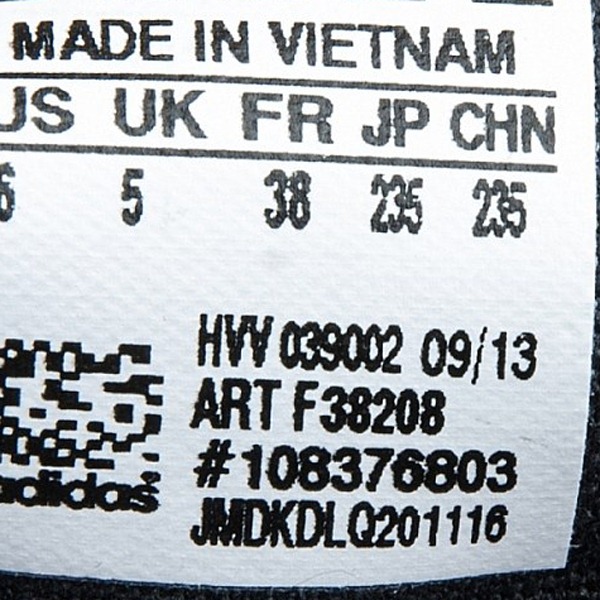 MADE IN VIETNAM
US UK FR JP CHN
6 5 38 235 235
HVV 039002 09/13
ART F38208
#108376803
JMDKDLQ201116
adidas